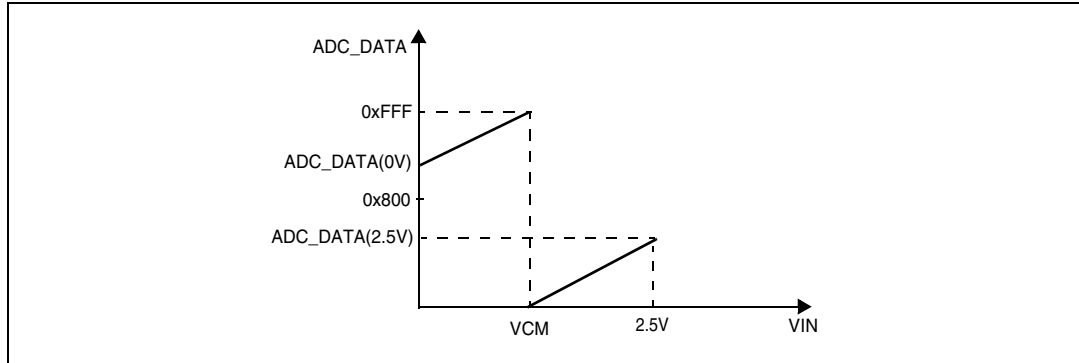 ADC_DATA
0xFFF
ADC_DATA(0V)
0x800
ADC_DATA(2.5V)
VCM
2.5V
VIN